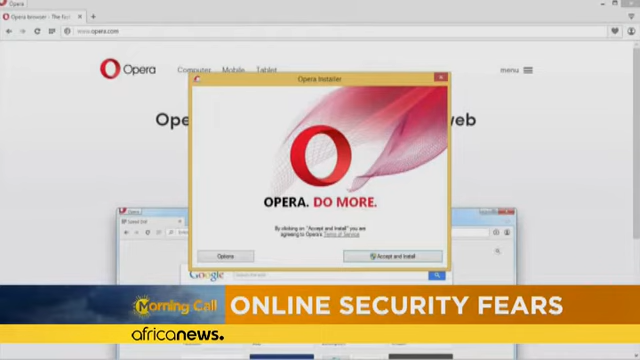 Opera
Opera browser - The
www.opera.com
Opera
Computer Mobile Tablet
menu
Opera Installer
Ope
web
OPERA. DO MORE.
By clicking on "Accept and Install" you are
agreeing to Opera's Terms of Service
Options
Accept and Install
Opera
Google
Morning Call
ONLINE SECURITY FEARS
africanews.